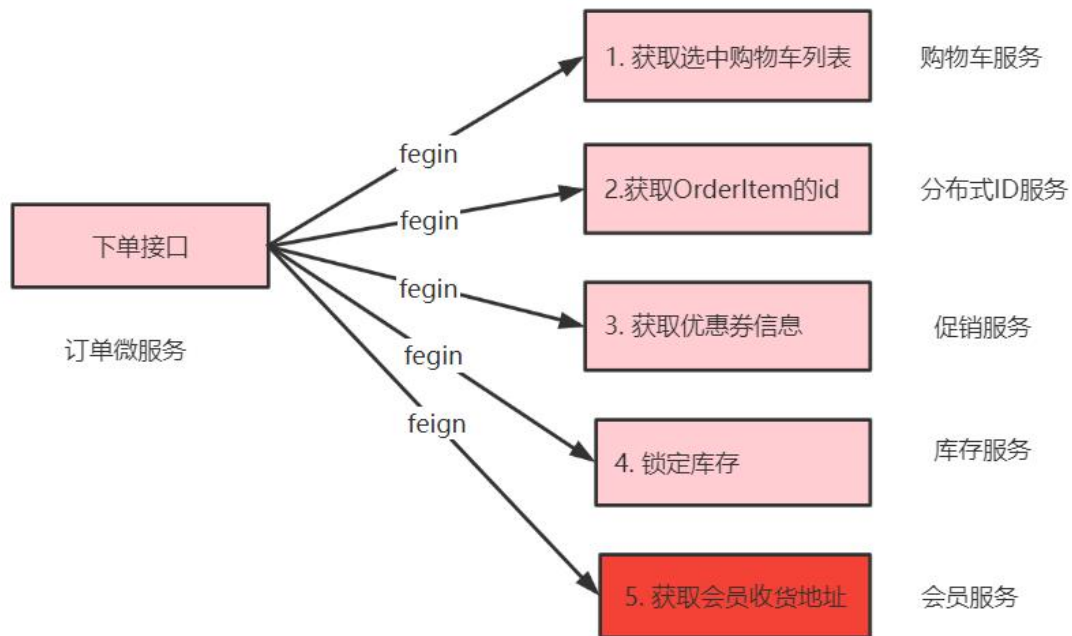 1. 获取选中购物车列表
购物车服务
fegin
2.获取OrderItem的id
分布式ID服务
fegin
下单接口
fegin
3. 获取优惠券信息
促销服务
订单微服务
fegin
feign
4. 锁定库存
库存服务
5. 获取会员收货地址
会员服务